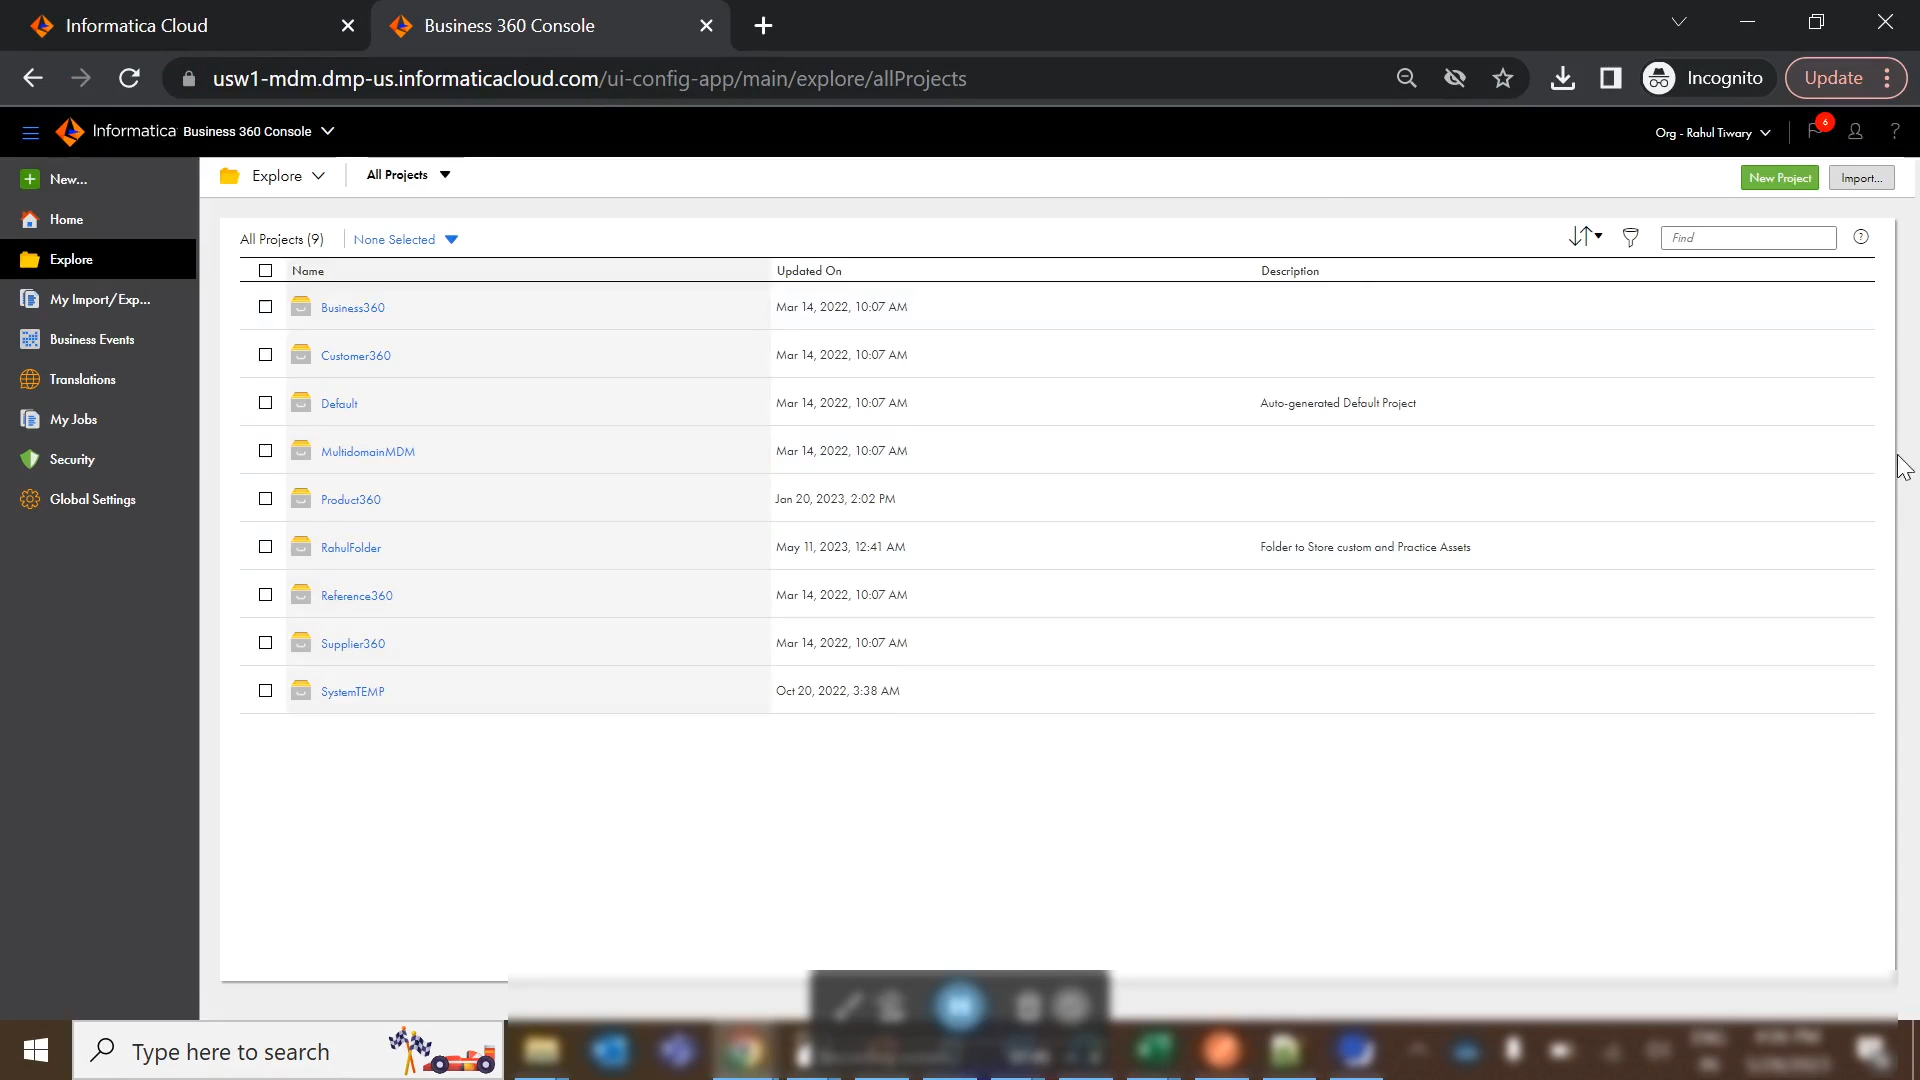 Informatica Cloud
Business 360 Console
usw1-mdm.dmp-us.informaticacloud.com/ui-config-app/main/explore/allProjects
Incognito
Update
Informatica Business 360 Console
Org - Rahul Tiwary
6
?
New...
Home
Explore
My Import/Exp...
Business Events
Translations
My Jobs
Security
Global Settings
Explore
All Projects
New Project
Import...
All Projects (9)
None Selected
Find
?
Name Updated On Description
Business360 Mar 14, 2022, 10:07 AM
Customer360 Mar 14, 2022, 10:07 AM
Default Mar 14, 2022, 10:07 AM Auto-generated Default Project
MultidomainMDM Mar 14, 2022, 10:07 AM
Product360 Jan 20, 2023, 2:02 PM
RahulFolder May 11, 2023, 12:41 AM Folder to Store custom and Practice Assets
Reference360 Mar 14, 2022, 10:07 AM
Supplier360 Mar 14, 2022, 10:07 AM
SystemTEMP Oct 20, 2022, 3:38 AM
Type here to search